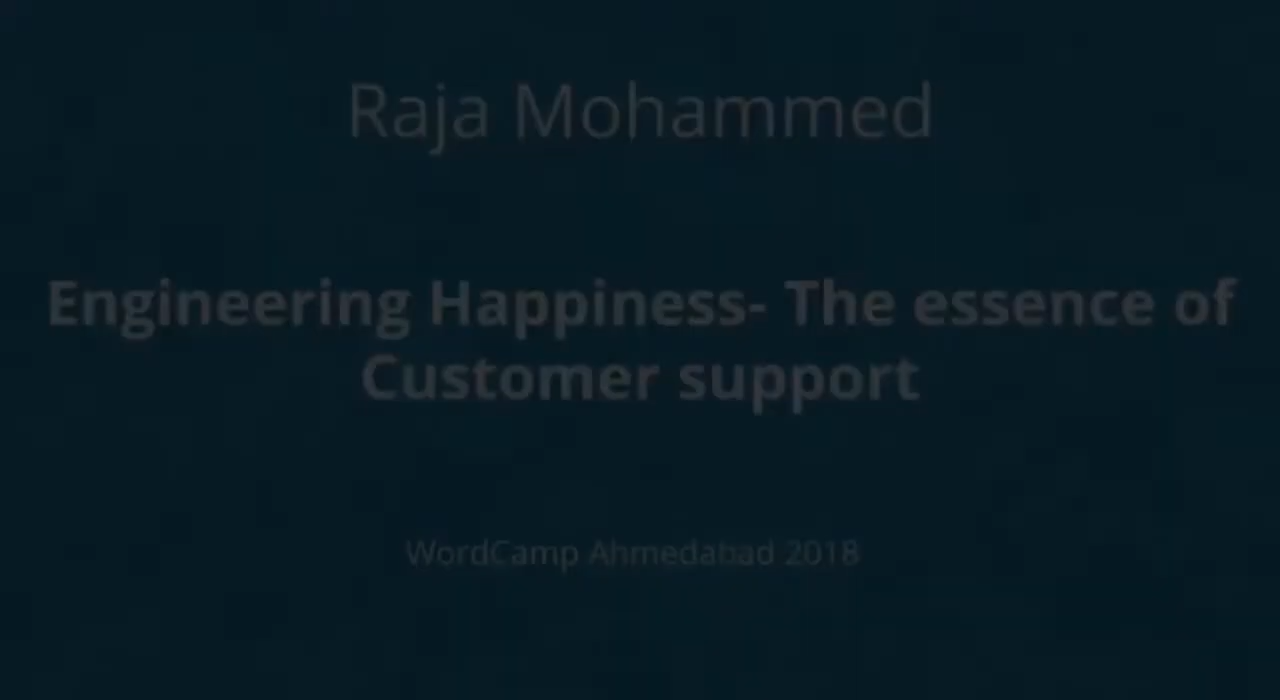 Raja Mohammed
Engineering Happiness- The essence of
Customer support
WordCamp Ahmedabad 2018